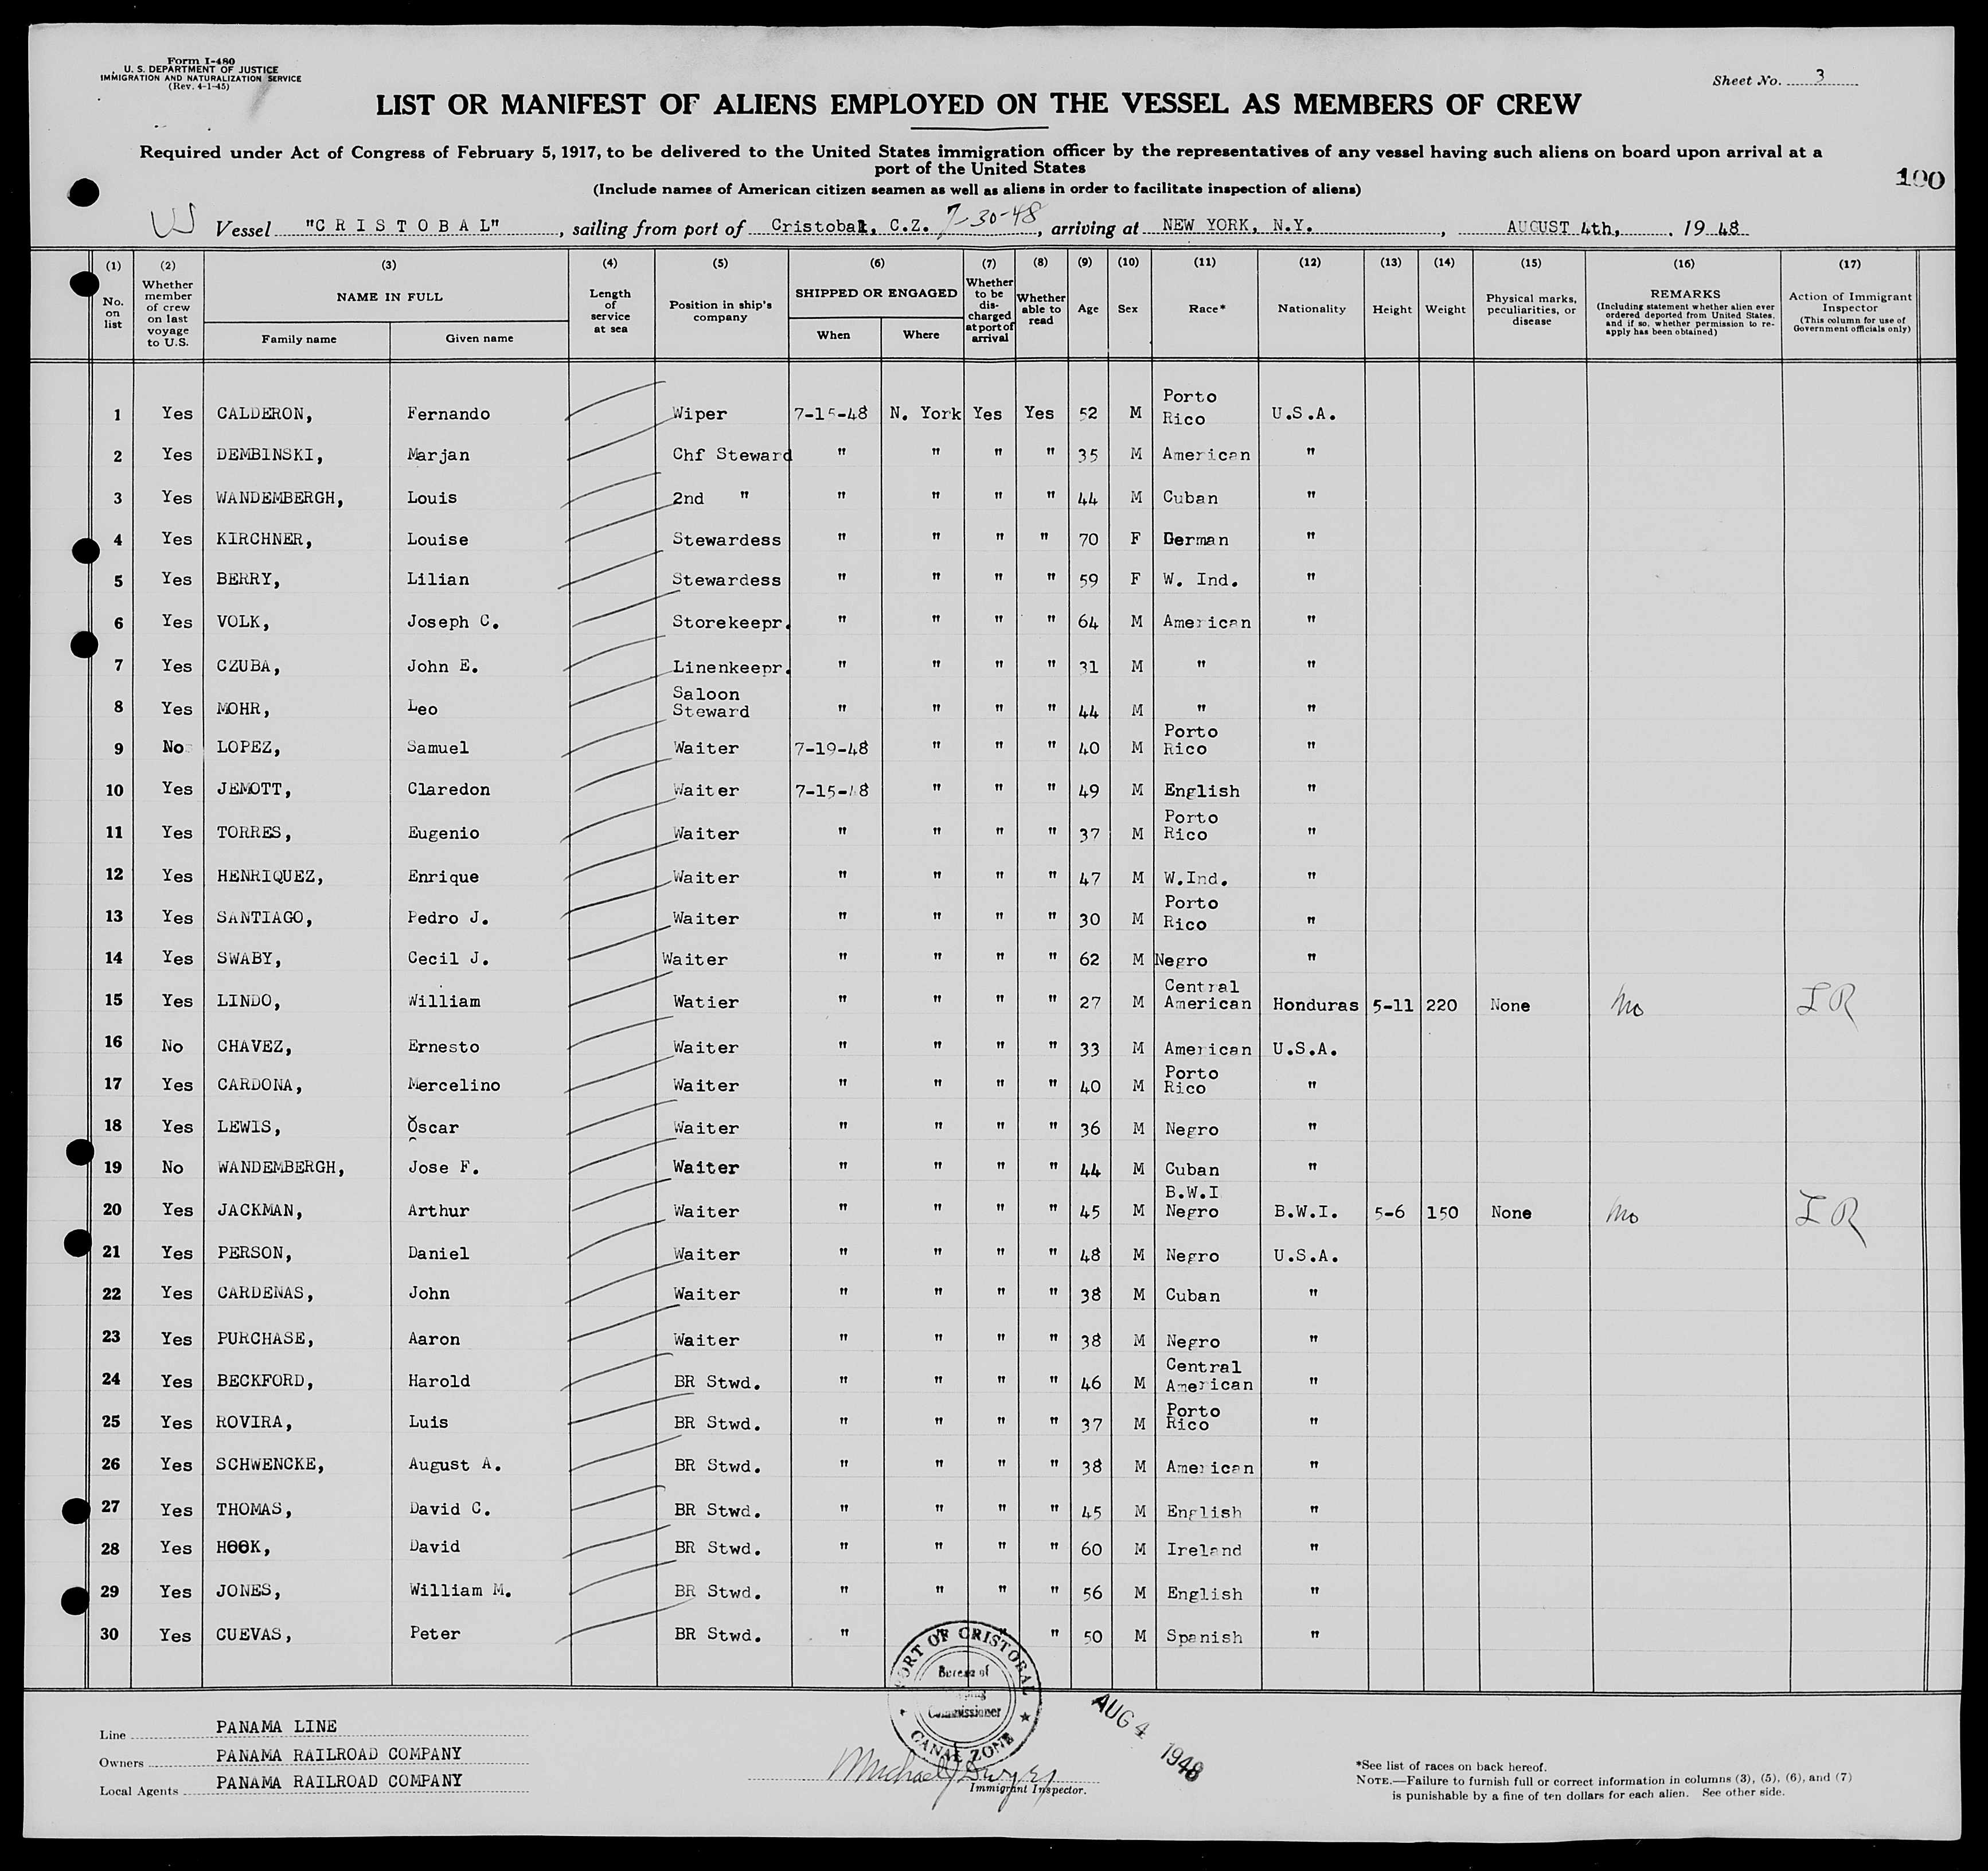 Form I-480
U. S. DEPARTMENT OF JUSTICE
IMMIGRATION AND NATURALIZATION SERVICE
(Rev. 4-1-45)
Sheet No. 3
LIST OR MANIFEST OF ALIENS EMPLOYED ON THE VESSEL AS MEMBERS OF CREW
Required under Act of Congress of February 5, 1917, to be delivered to the United States immigration officer by the representatives of any vessel having such aliens on board upon arrival at a
port of the United States
100
(Include names of American citizen seamen as well as aliens in order to facilitate inspection of aliens)
US Vessel "C R I S T O B A L", sailing from port of Cristobal, C.Z. 7-30-48, arriving at NEW YORK, N.Y., AUGUST 4th, 1948
(1) No. on list
(2) Whether member of crew on last voyage to U.S.
(3) NAME IN FULL Family name Given name
(4) Length of service at sea
(5) Position in ship's company
(6) SHIPPED OR ENGAGED When Where
(7) Whether to be discharged at port of arrival
(8) Whether able to read
(9) Age
(10) Sex
(11) Race*
(12) Nationality
(13) Height
(14) Weight
(15) Physical marks, peculiarities, or disease
(16) REMARKS (Including statement whether alien ever ordered deported from United States, and if so, whether permission to re-apply has been obtained)
(17) Action of Immigrant Inspector (This column for use of Government officials only)
1 Yes CALDERON, Fernando Wiper 7-15-48 N. York Yes Yes 52 M Porto Rico U.S.A.
2 Yes DEMBINSKI, Marjan Chf Steward " " " " 35 M American "
3 Yes WANDEMBERGH, Louis 2nd " " " " " 44 M Cuban "
4 Yes KIRCHNER, Louise Stewardess " " " " 70 F German "
5 Yes BERRY, Lilian Stewardess " " " " 59 F W. Ind. "
6 Yes VOLK, Joseph C. Storekeepr. " " " " 64 M American "
7 Yes CZUBA, John E. Linenkeepr. " " " " 31 M " "
8 Yes MOHR, Leo Saloon Steward " " " " 44 M " "
9 No LOPEZ, Samuel Waiter 7-19-48 " " " 40 M Porto Rico "
10 Yes JEMOTT, Claredon Waiter 7-15-48 " " " 49 M English "
11 Yes TORRES, Eugenio Waiter " " " " 37 M Porto Rico "
12 Yes HENRIQUEZ, Enrique Waiter " " " " 47 M W.Ind. "
13 Yes SANTIAGO, Pedro J. Waiter " " " " 30 M Porto Rico "
14 Yes SWABY, Cecil J. Waiter " " " " 62 M Negro "
15 Yes LINDO, William Watier " " " " 27 M Central American Honduras 5-11 220 None No I R
16 No CHAVEZ, Ernesto Waiter " " " " 33 M American U.S.A.
17 Yes CARDONA, Mercelino Waiter " " " " 40 M Porto Rico "
18 Yes LEWIS, Oscar Waiter " " " " 36 M Negro "
19 No WANDEMBERGH, Jose F. Waiter " " " " 44 M Cuban "
20 Yes JACKMAN, Arthur Waiter " " " " 45 M B.W.I Negro B.W.I. 5-6 150 None No I R
21 Yes PERSON, Daniel Waiter " " " " 48 M Negro U.S.A.
22 Yes CARDENAS, John Waiter " " " " 38 M Cuban "
23 Yes PURCHASE, Aaron Waiter " " " " 38 M Negro "
24 Yes BECKFORD, Harold BR Stwd. " " " " 46 M Central American "
25 Yes ROVIRA, Luis BR Stwd. " " " " 37 M Porto Rico "
26 Yes SCHWENCKE, August A. BR Stwd. " " " " 38 M American "
27 Yes THOMAS, David C. BR Stwd. " " " " 45 M English "
28 Yes HOOK, David BR Stwd. " " " " 60 M Ireland "
29 Yes JONES, William M. BR Stwd. " " " " 56 M English "
30 Yes CUEVAS, Peter BR Stwd. " " " " 50 M Spanish "
PORT OF CRISTOBAL
Bureau of
Commissioner
CANAL ZONE
AUG 4 1948
Line PANAMA LINE
Owners PANAMA RAILROAD COMPANY
Local Agents PANAMA RAILROAD COMPANY
Michael J Dwyer
Immigrant Inspector.
*See list of races on back hereof.
NOTE.—Failure to furnish full or correct information in columns (3), (5), (6), and (7)
is punishable by a fine of ten dollars for each alien. See other side.